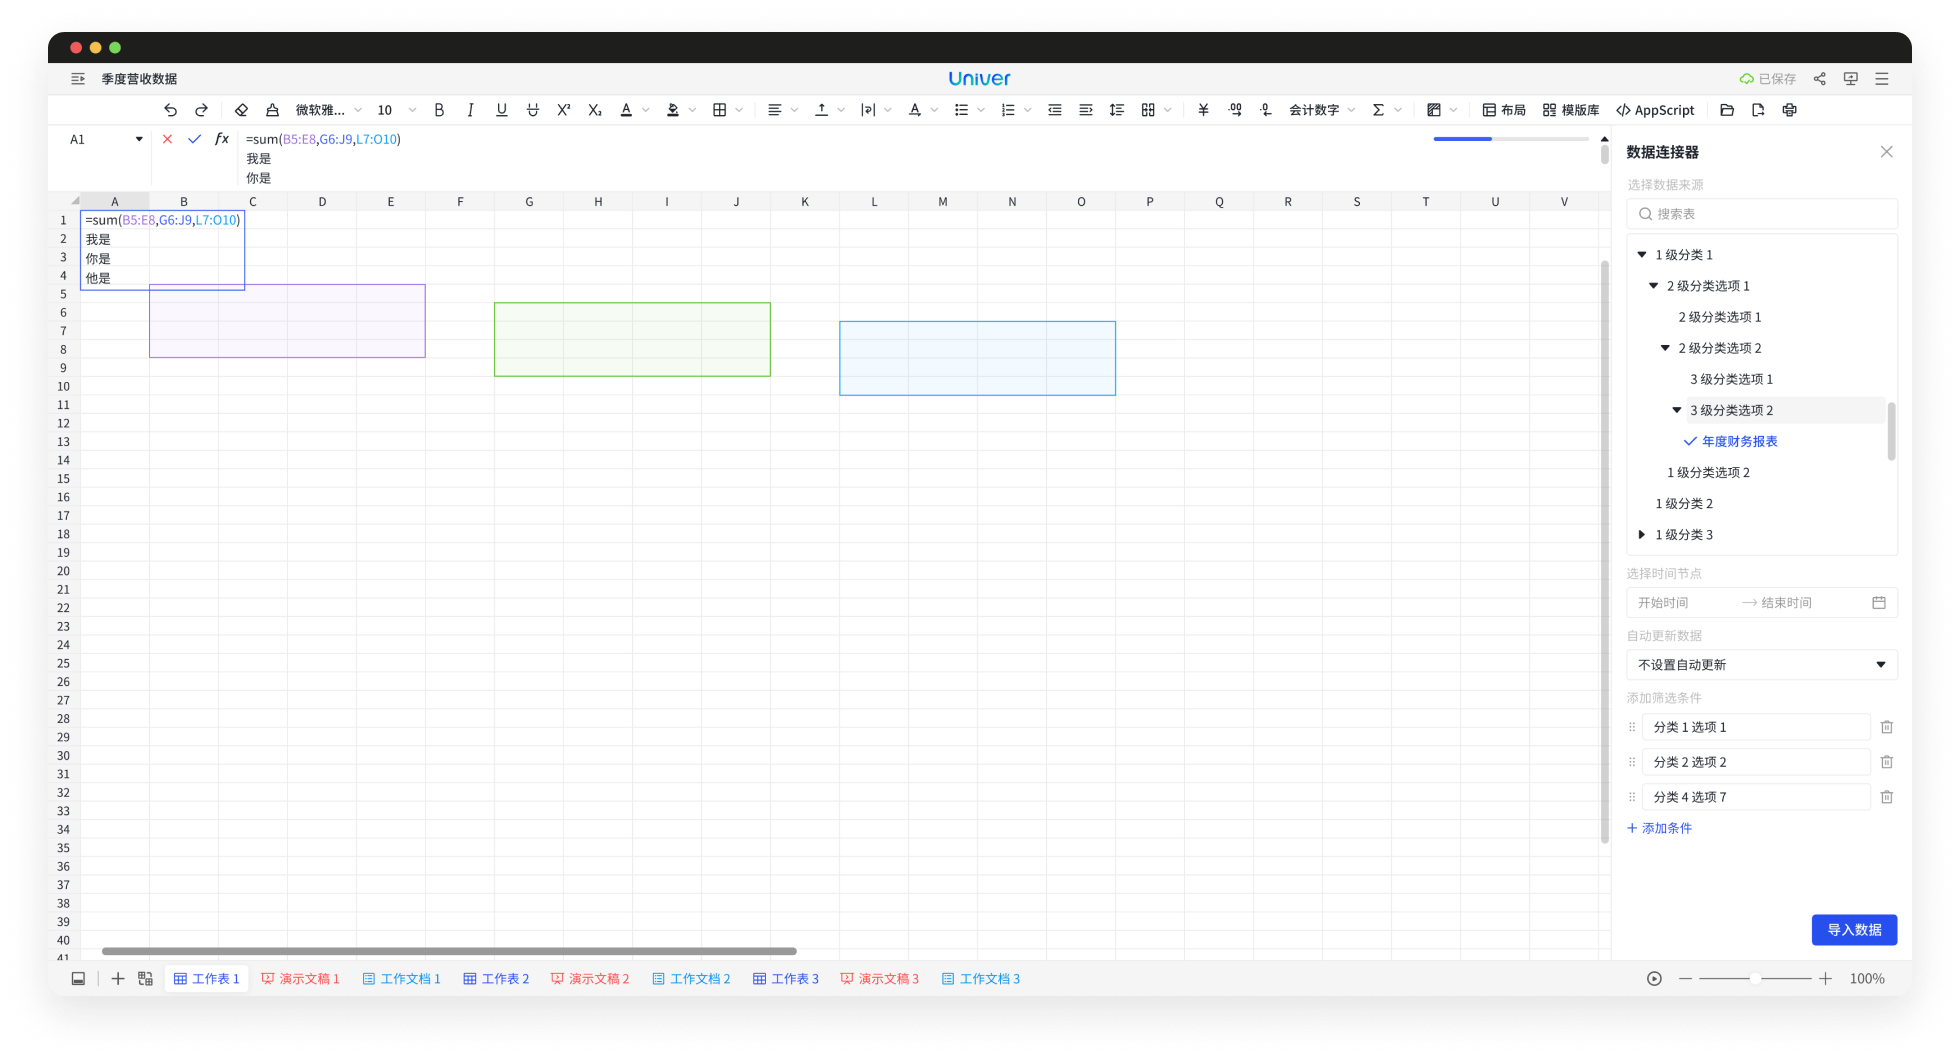 季度营收数据
Univer
已保存
微软雅... 10 B I U X² X₂ A A ¥ .00 .0 会计数字 Σ 布局 模版库 </> AppScript
A1 fx =sum(B5:E8,G6:J9,L7:O10)
我是
你是
A B C D E F G H I J K L M N O P Q R S T U V
1 =sum(B5:E8,G6:J9,L7:O10)
2 我是
3 你是
4 他是
5
6
7
8
9
10
11
12
13
14
15
16
17
18
19
20
21
22
23
24
25
26
27
28
29
30
31
32
33
34
35
36
37
38
39
40
41
数据连接器
选择数据来源
搜索表
1 级分类 1
2 级分类选项 1
2 级分类选项 1
2 级分类选项 2
3 级分类选项 1
3 级分类选项 2
年度财务报表
1 级分类选项 2
1 级分类 2
1 级分类 3
选择时间节点
开始时间 结束时间
自动更新数据
不设置自动更新
添加筛选条件
分类 1 选项 1
分类 2 选项 2
分类 4 选项 7
+ 添加条件
导入数据
工作表 1 演示文稿 1 工作文档 1 工作表 2 演示文稿 2 工作文档 2 工作表 3 演示文稿 3 工作文档 3 100%